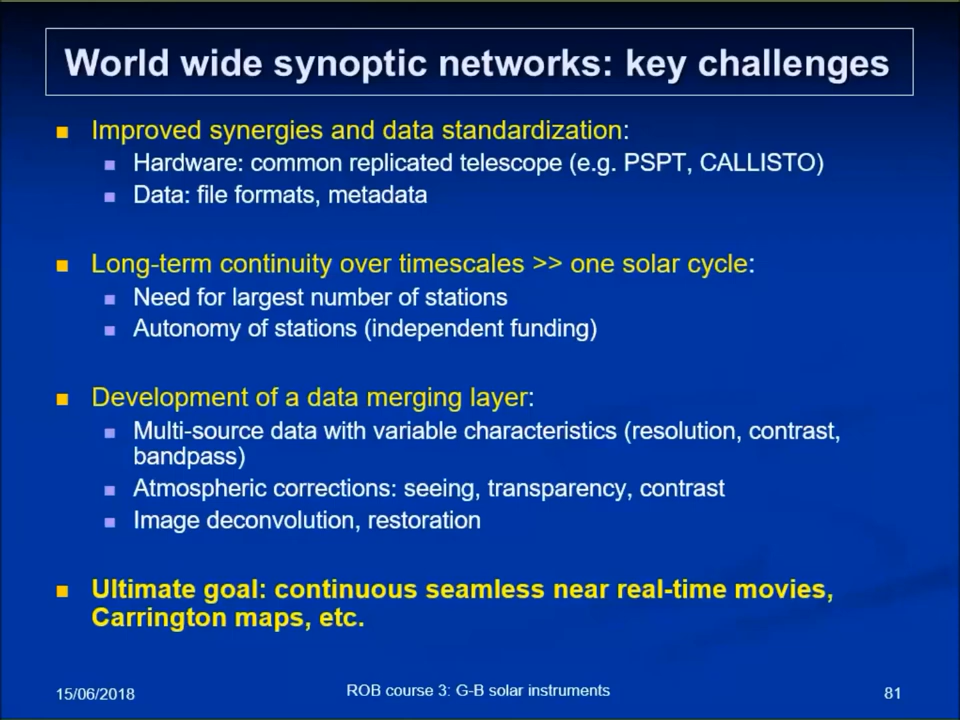 World wide synoptic networks: key challenges
Improved synergies and data standardization:
Hardware: common replicated telescope (e.g. PSPT, CALLISTO)
Data: file formats, metadata
Long-term continuity over timescales >> one solar cycle:
Need for largest number of stations
Autonomy of stations (independent funding)
Development of a data merging layer:
Multi-source data with variable characteristics (resolution, contrast,
bandpass)
Atmospheric corrections: seeing, transparency, contrast
Image deconvolution, restoration
Ultimate goal: continuous seamless near real-time movies,
Carrington maps, etc.
15/06/2018
ROB course 3: G-B solar instruments
81